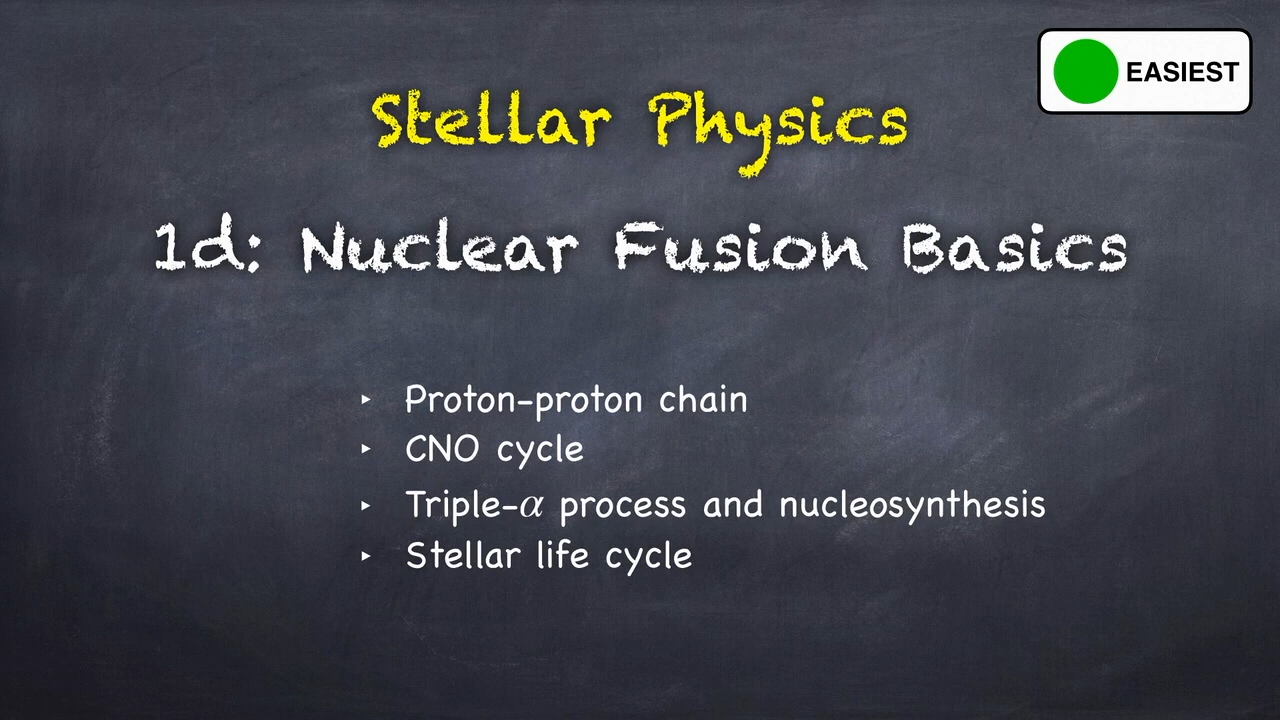 EASIEST
Stellar Physics
1d: Nuclear Fusion Basics
‣ Proton-proton chain
‣ CNO cycle
‣ Triple-α process and nucleosynthesis
‣ Stellar life cycle